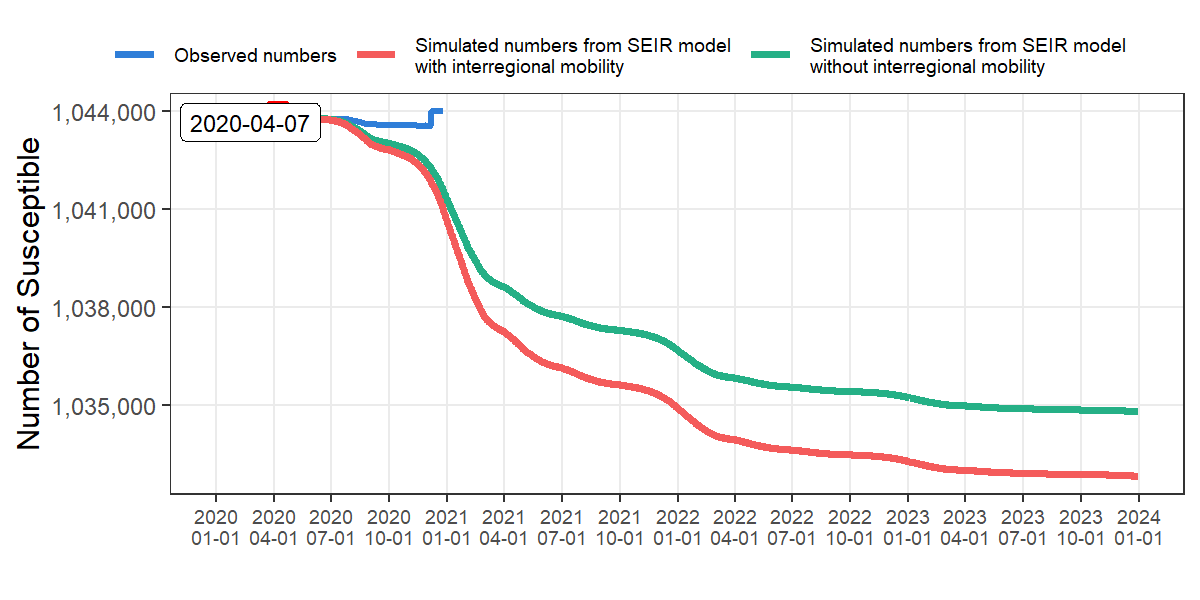 Observed numbers
Simulated numbers from SEIR model
with interregional mobility
Simulated numbers from SEIR model
without interregional mobility
Number of Susceptible
1,044,000
1,041,000
1,038,000
1,035,000
2020-04-07
2020 2020 2020 2020 2021 2021 2021 2021 2022 2022 2022 2022 2023 2023 2023 2023 2024
01-01 04-01 07-01 10-01 01-01 04-01 07-01 10-01 01-01 04-01 07-01 10-01 01-01 04-01 07-01 10-01 01-01